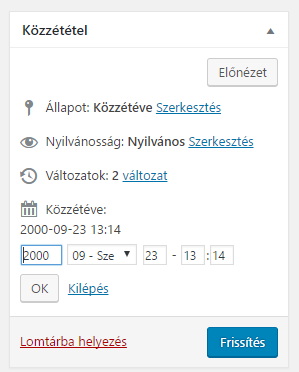 Közzététel
Előnézet
Állapot: Közzétéve Szerkesztés
Nyilvánosság: Nyilvános Szerkesztés
Változatok: 2 változat
Közzétéve:
2000-09-23 13:14
2000 09 - Sze 23 - 13 : 14
OK Kilépés
Lomtárba helyezés Frissítés